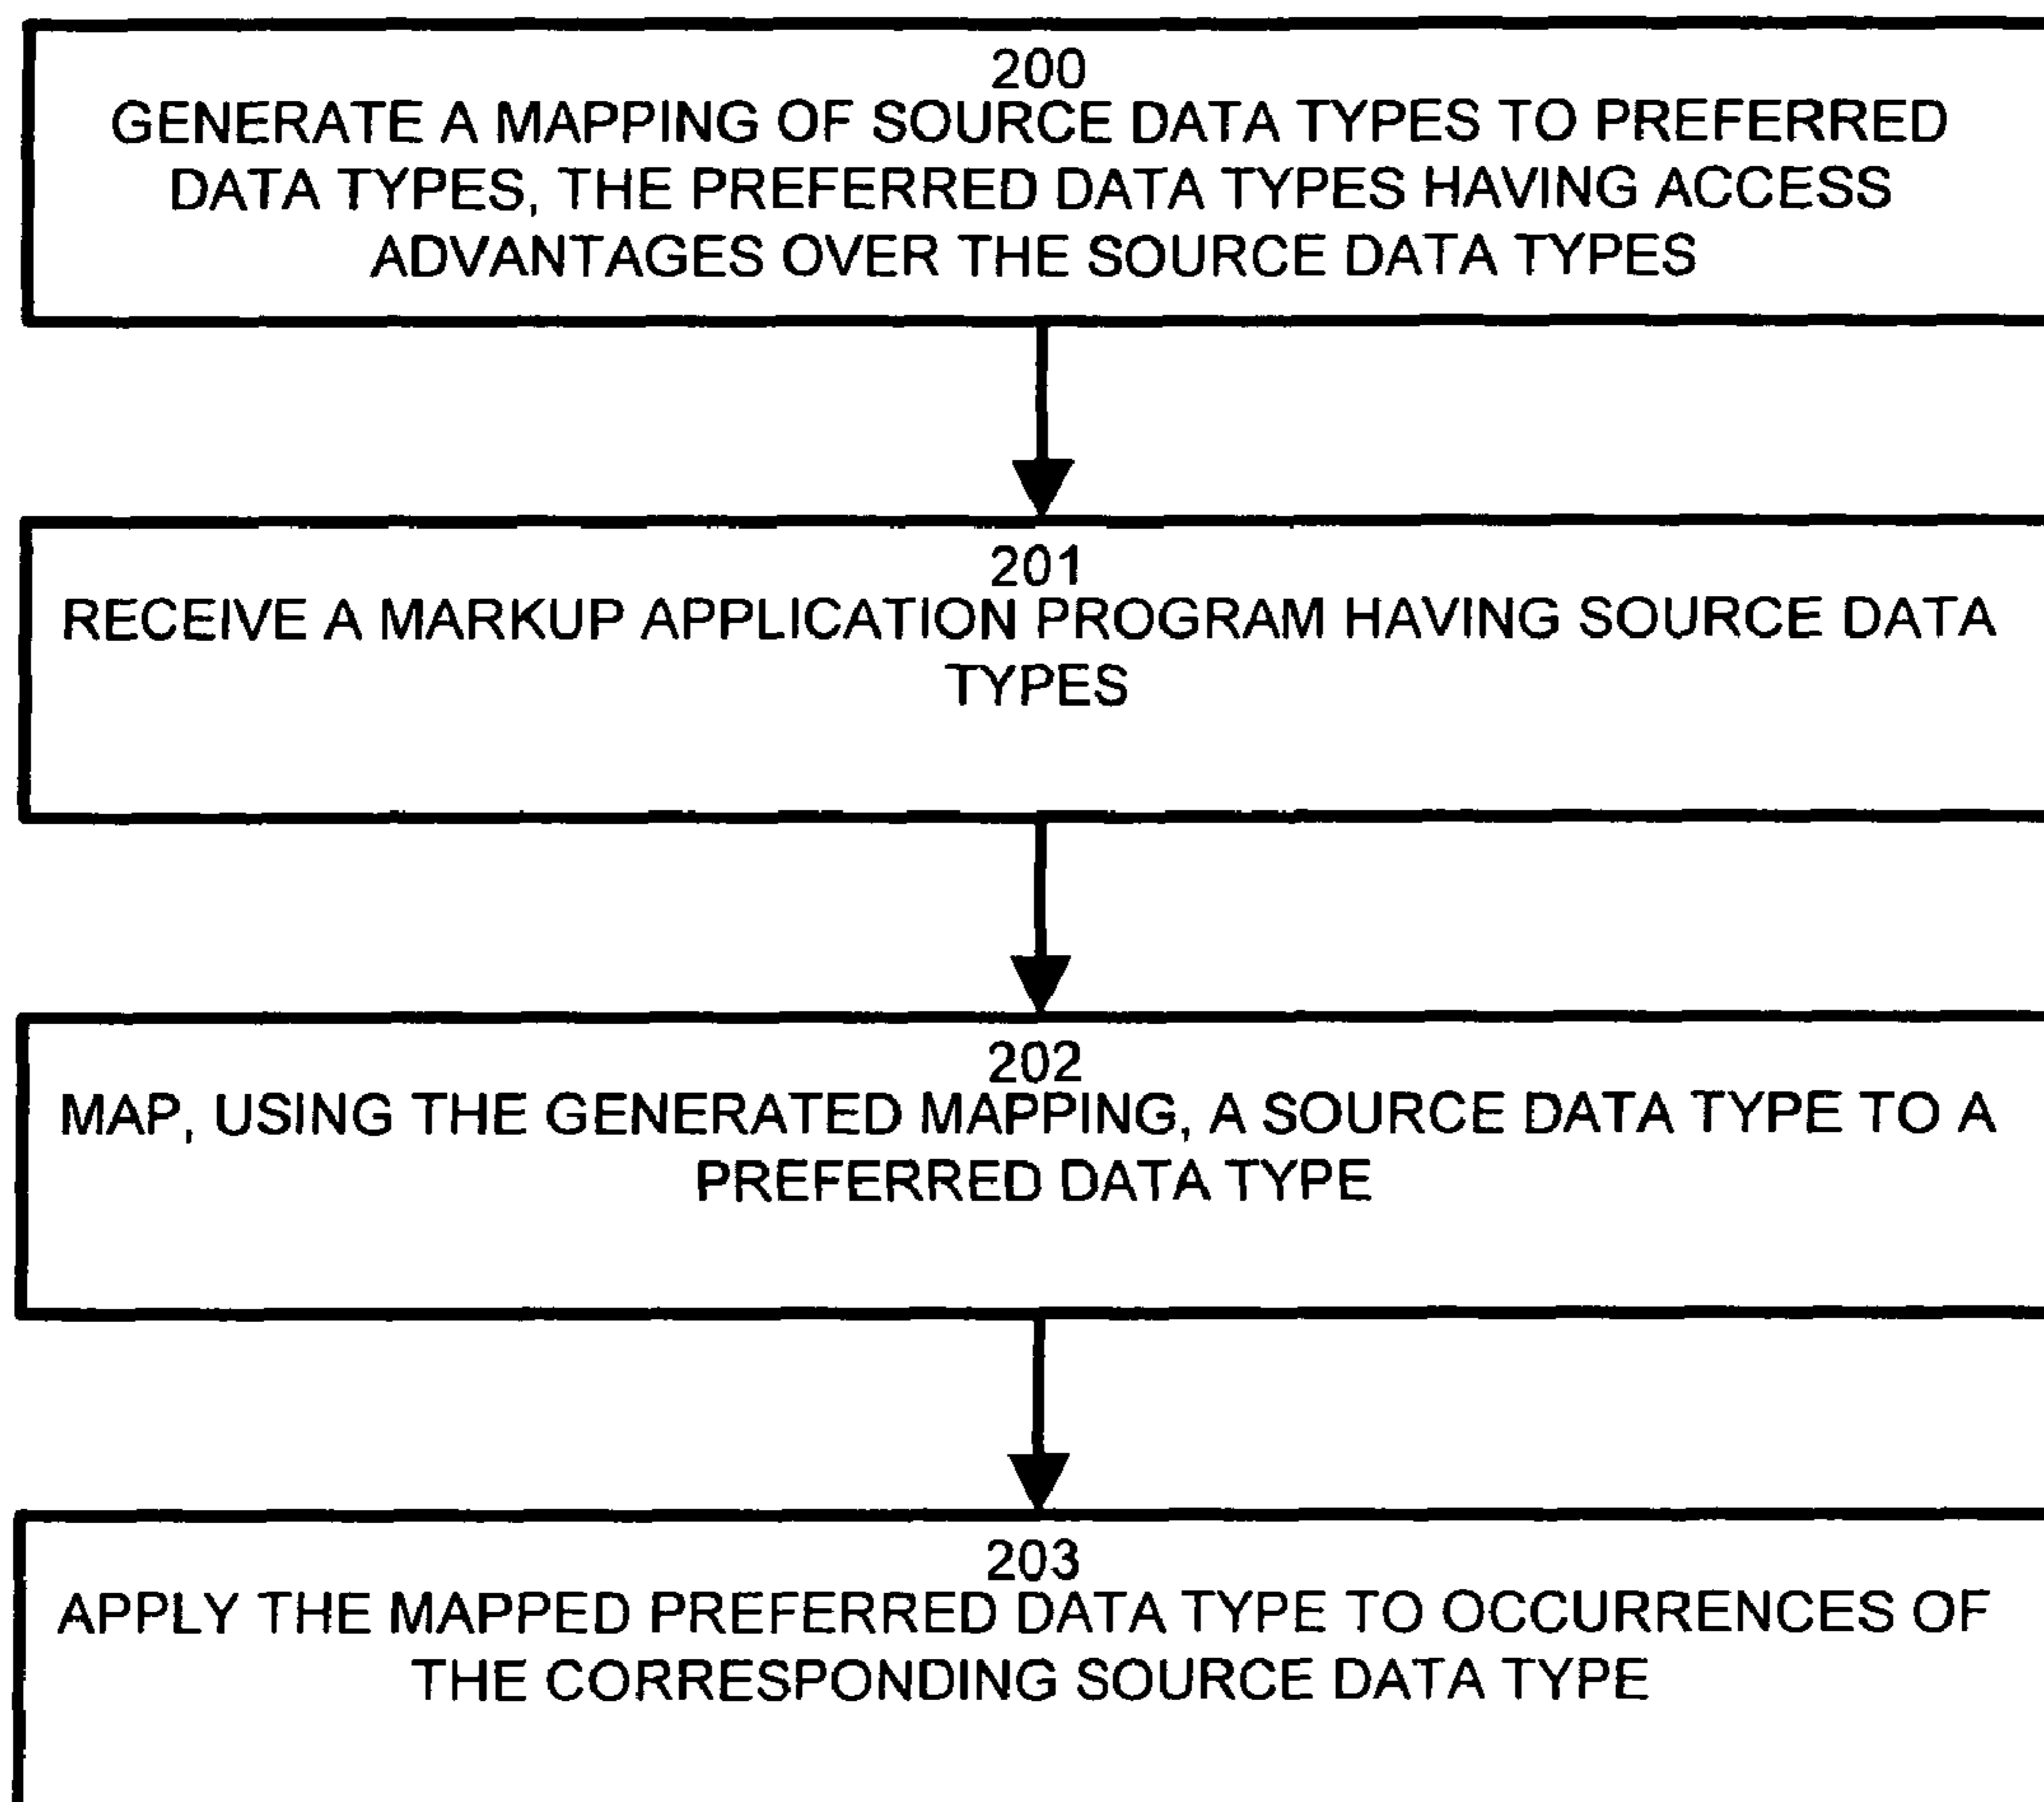 200
GENERATE A MAPPING OF SOURCE DATA TYPES TO PREFERRED
DATA TYPES, THE PREFERRED DATA TYPES HAVING ACCESS
ADVANTAGES OVER THE SOURCE DATA TYPES
201
RECEIVE A MARKUP APPLICATION PROGRAM HAVING SOURCE DATA
TYPES
202
MAP, USING THE GENERATED MAPPING, A SOURCE DATA TYPE TO A
PREFERRED DATA TYPE
203
APPLY THE MAPPED PREFERRED DATA TYPE TO OCCURRENCES OF
THE CORRESPONDING SOURCE DATA TYPE